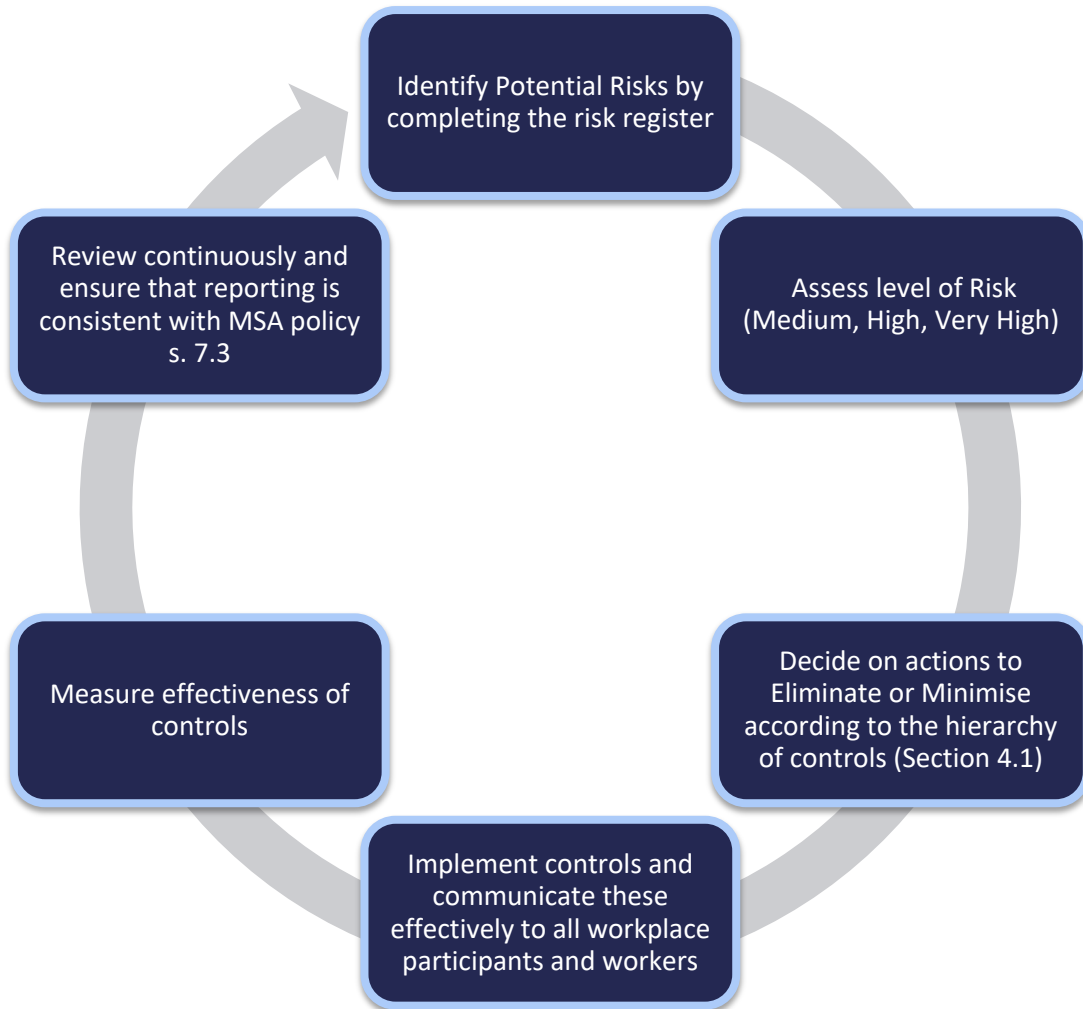 Identify Potential Risks by
completing the risk register
Assess level of Risk
(Medium, High, Very High)
Decide on actions to
Eliminate or Minimise
according to the hierarchy
of controls (Section 4.1)
Implement controls and
communicate these
effectively to all workplace
participants and workers
Measure effectiveness of
controls
Review continuously and
ensure that reporting is
consistent with MSA policy
s. 7.3